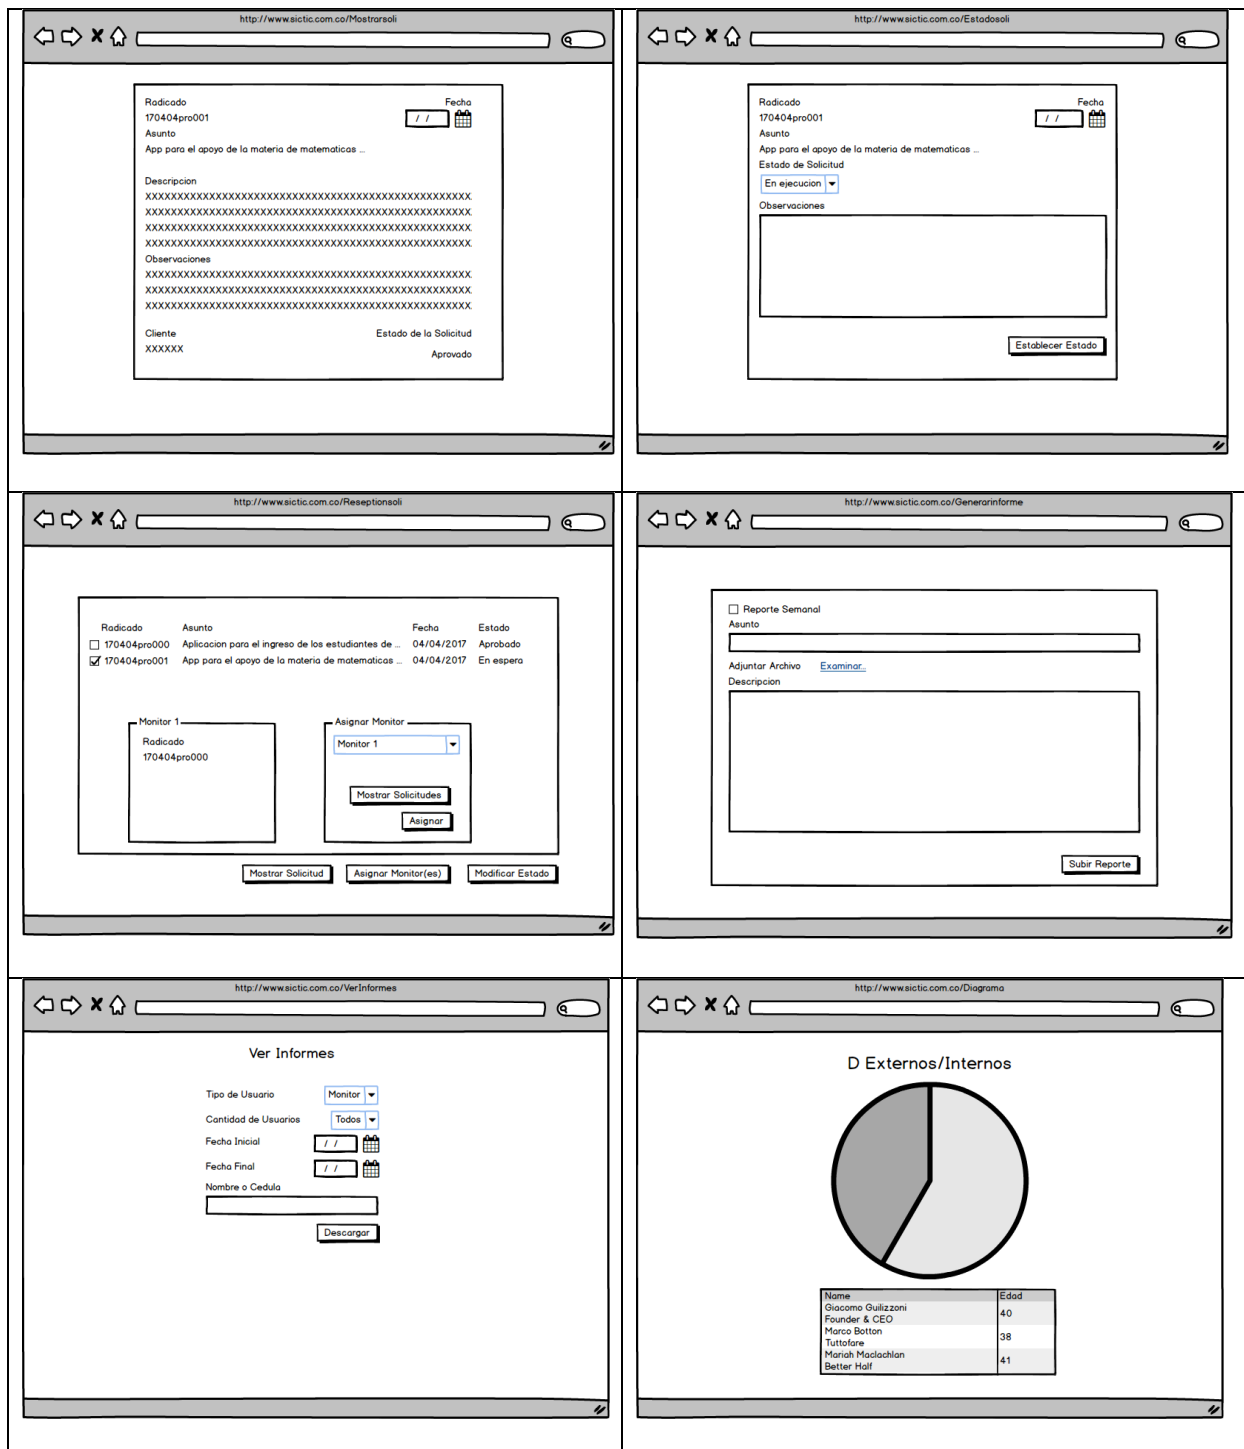 http://www.sictic.com.co/Mostrarsoli
Radicado
Fecha
170404pro001
/ /
Asunto
App para el apoyo de la materia de matematicas ...
Descripcion
XXXXXXXXXXXXXXXXXXXXXXXXXXXXXXXXXXXXXXXXXXXXXXXXXXX
XXXXXXXXXXXXXXXXXXXXXXXXXXXXXXXXXXXXXXXXXXXXXXXXXXX
XXXXXXXXXXXXXXXXXXXXXXXXXXXXXXXXXXXXXXXXXXXXXXXXXXX
XXXXXXXXXXXXXXXXXXXXXXXXXXXXXXXXXXXXXXXXXXXXXXXXXXX
Observaciones
XXXXXXXXXXXXXXXXXXXXXXXXXXXXXXXXXXXXXXXXXXXXXXXXXXX
XXXXXXXXXXXXXXXXXXXXXXXXXXXXXXXXXXXXXXXXXXXXXXXXXXX
XXXXXXXXXXXXXXXXXXXXXXXXXXXXXXXXXXXXXXXXXXXXXXXXXXX
Cliente
Estado de la Solicitud
XXXXXX
Aprovado
http://www.sictic.com.co/Estadosoli
Radicado
Fecha
170404pro001
/ /
Asunto
App para el apoyo de la materia de matematicas ...
Estado de Solicitud
En ejecucion
Observaciones
Establecer Estado
http://www.sictic.com.co/Reseptionsoli
Radicado Asunto Fecha Estado
170404pro000 Aplicacion para el ingreso de los estudiantes de ... 04/04/2017 Aprobado
170404pro001 App para el apoyo de la materia de matematicas ... 04/04/2017 En espera
Monitor 1
Radicado
170404pro000
Asignar Monitor
Monitor 1
Mostrar Solicitudes
Asignar
Mostrar Solicitud
Asignar Monitor(es)
Modificar Estado
http://www.sictic.com.co/Generarinforme
Reporte Semanal
Asunto
Adjuntar Archivo Examinar...
Descripcion
Subir Reporte
http://www.sictic.com.co/VerInformes
Ver Informes
Tipo de Usuario Monitor
Cantidad de Usuarios Todos
Fecha Inicial / /
Fecha Final / /
Nombre o Cedula
Descargar
http://www.sictic.com.co/Diagrama
D Externos/Internos
Name Edad
Giacomo Guilizzoni
Founder & CEO
40
Marco Botton
Tuttofare
38
Mariah Maclachlan
Better Half
41